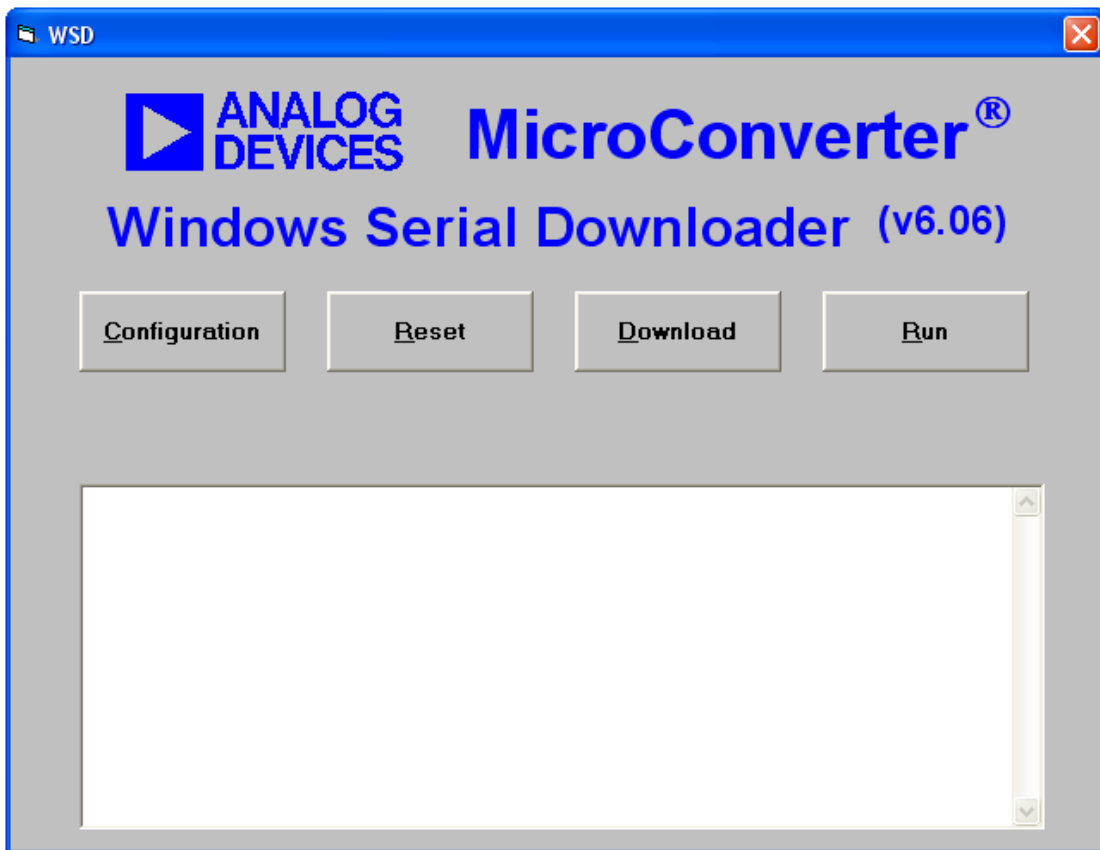 WSD
ANALOG
DEVICES
MicroConverter®
Windows Serial Downloader (v6.06)
Configuration Reset Download Run